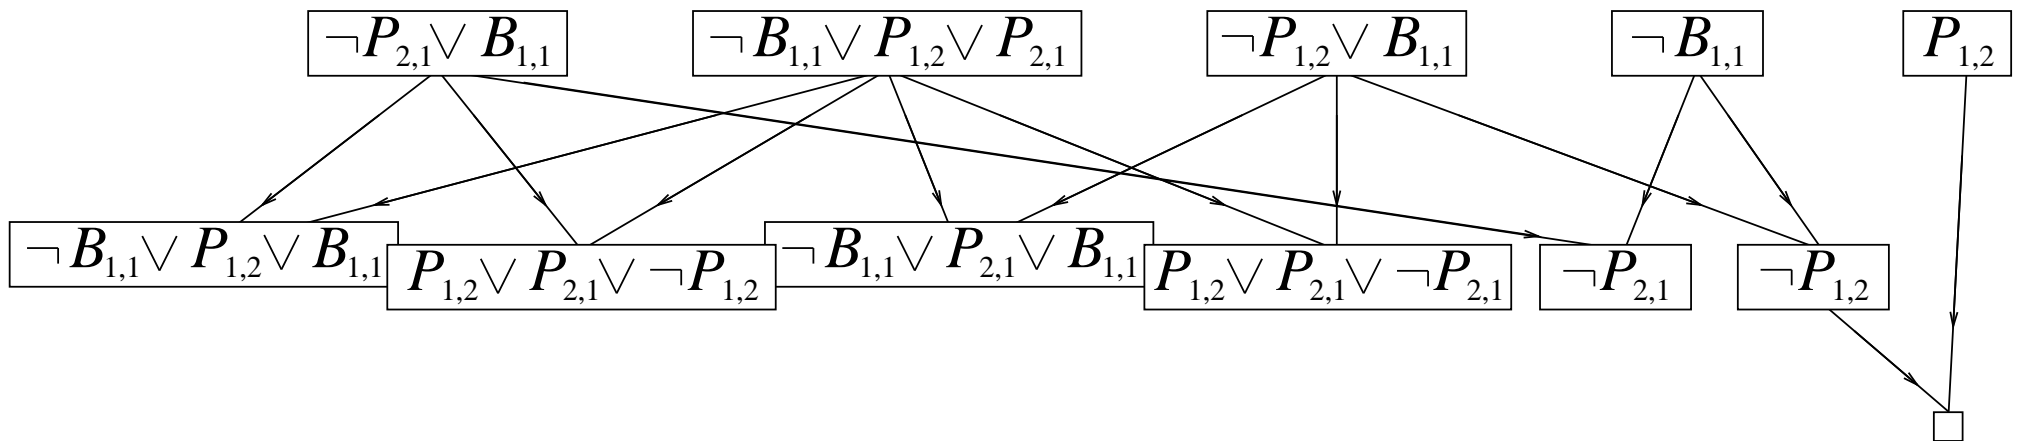 ¬P₂,₁ ∨ B₁,₁
¬B₁,₁ ∨ P₁,₂ ∨ P₂,₁
¬P₁,₂ ∨ B₁,₁
¬B₁,₁
P₁,₂
¬B₁,₁ ∨ P₁,₂ ∨ B₁,₁
P₁,₂ ∨ P₂,₁ ∨ ¬P₁,₂
¬B₁,₁ ∨ P₂,₁ ∨ B₁,₁
P₁,₂ ∨ P₂,₁ ∨ ¬P₂,₁
¬P₂,₁
¬P₁,₂